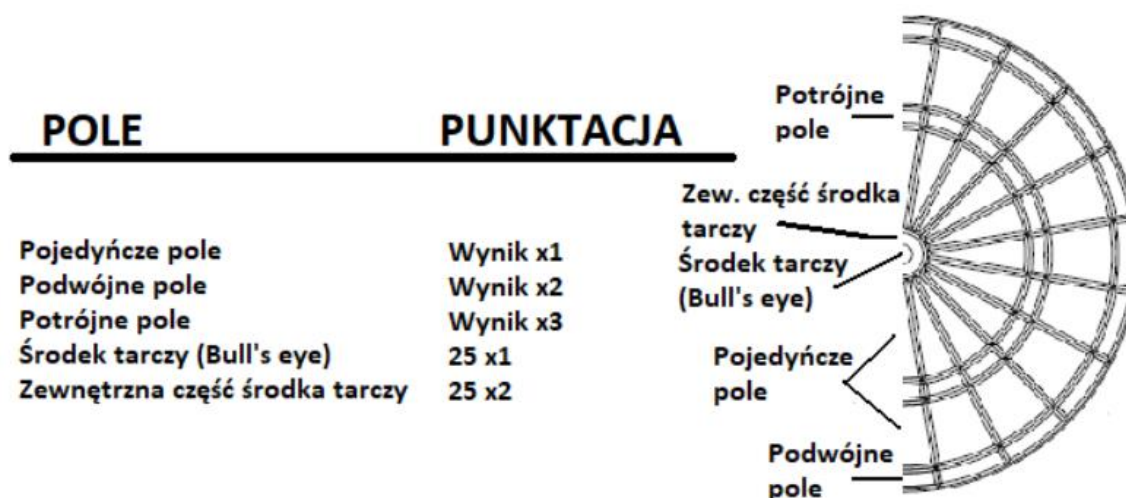 POLE PUNKTACJA
Pojedyńcze pole Wynik x1
Podwójne pole Wynik x2
Potrójne pole Wynik x3
Środek tarczy (Bull's eye) 25 x1
Zewnętrzna część środka tarczy 25 x2
Potrójne
pole
Zew. część środka
tarczy
Środek tarczy
(Bull's eye)
Pojedyńcze
pole
Podwójne
pole